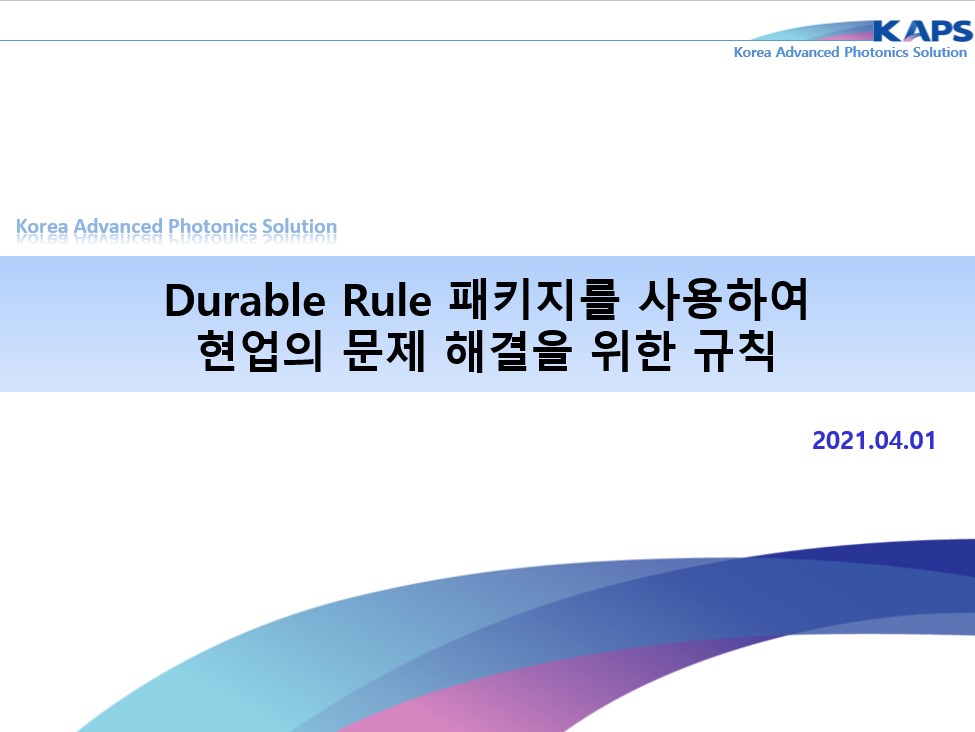 KAPS
Korea Advanced Photonics Solution
Korea Advanced Photonics Solution
Durable Rule 패키지를 사용하여
현업의 문제 해결을 위한 규칙
2021.04.01